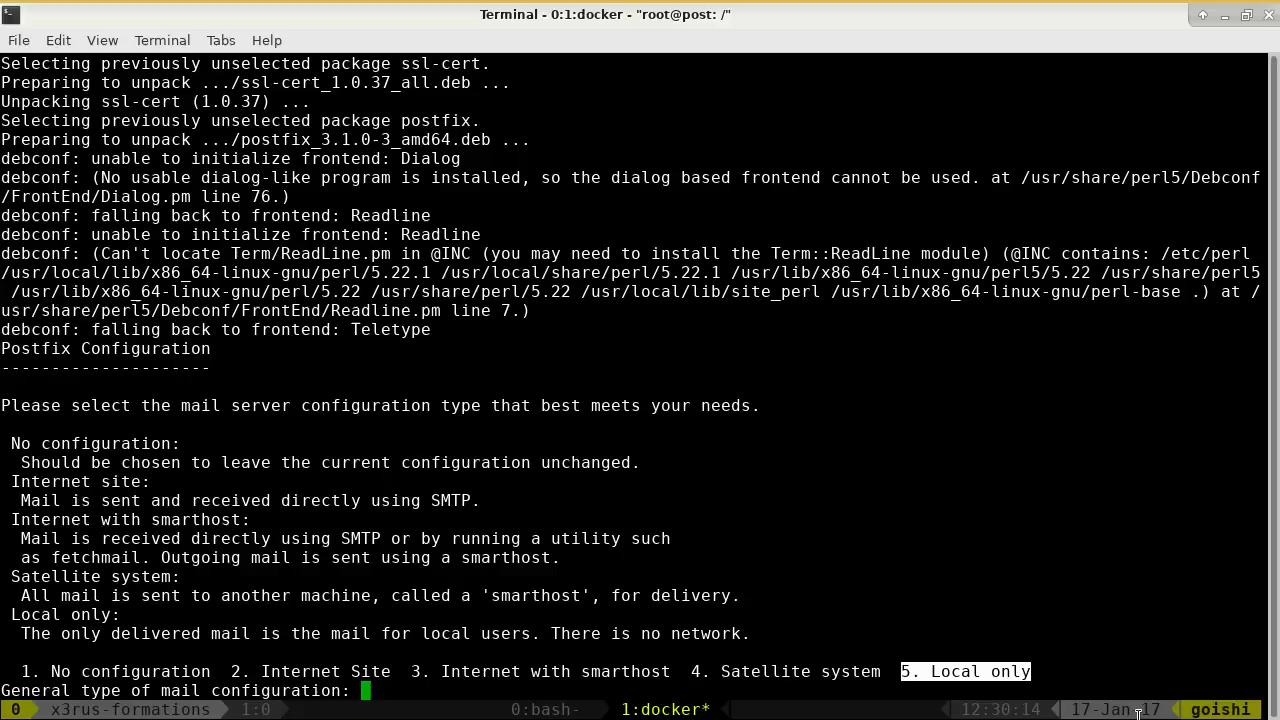 Terminal - 0:1:docker - "root@post: /"
File Edit View Terminal Tabs Help
Selecting previously unselected package ssl-cert.
Preparing to unpack .../ssl-cert_1.0.37_all.deb ...
Unpacking ssl-cert (1.0.37) ...
Selecting previously unselected package postfix.
Preparing to unpack .../postfix_3.1.0-3_amd64.deb ...
debconf: unable to initialize frontend: Dialog
debconf: (No usable dialog-like program is installed, so the dialog based frontend cannot be used. at /usr/share/perl5/Debconf
/FrontEnd/Dialog.pm line 76.)
debconf: falling back to frontend: Readline
debconf: unable to initialize frontend: Readline
debconf: (Can't locate Term/ReadLine.pm in @INC (you may need to install the Term::ReadLine module) (@INC contains: /etc/perl
/usr/local/lib/x86_64-linux-gnu/perl/5.22.1 /usr/local/share/perl/5.22.1 /usr/lib/x86_64-linux-gnu/perl5/5.22 /usr/share/perl5
/usr/lib/x86_64-linux-gnu/perl/5.22 /usr/share/perl/5.22 /usr/local/lib/site_perl /usr/lib/x86_64-linux-gnu/perl-base .) at /
usr/share/perl5/Debconf/FrontEnd/Readline.pm line 7.)
debconf: falling back to frontend: Teletype
Postfix Configuration
---------------------
Please select the mail server configuration type that best meets your needs.
No configuration:
Should be chosen to leave the current configuration unchanged.
Internet site:
Mail is sent and received directly using SMTP.
Internet with smarthost:
Mail is received directly using SMTP or by running a utility such
as fetchmail. Outgoing mail is sent using a smarthost.
Satellite system:
All mail is sent to another machine, called a 'smarthost', for delivery.
Local only:
The only delivered mail is the mail for local users. There is no network.
1. No configuration 2. Internet Site 3. Internet with smarthost 4. Satellite system 5. Local only
General type of mail configuration:
0 x3rus-formations 1:0 0:bash- 1:docker* 12:30:14 17-Jan-17 goishi